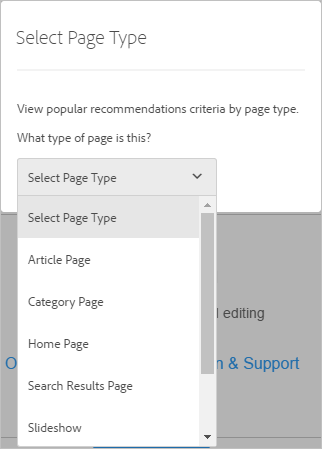 Select Page Type
View popular recommendations criteria by page type.
What type of page is this?
Select Page Type
Select Page Type
Article Page
Category Page
editing
Home Page
& Support
Search Results Page
Slideshow